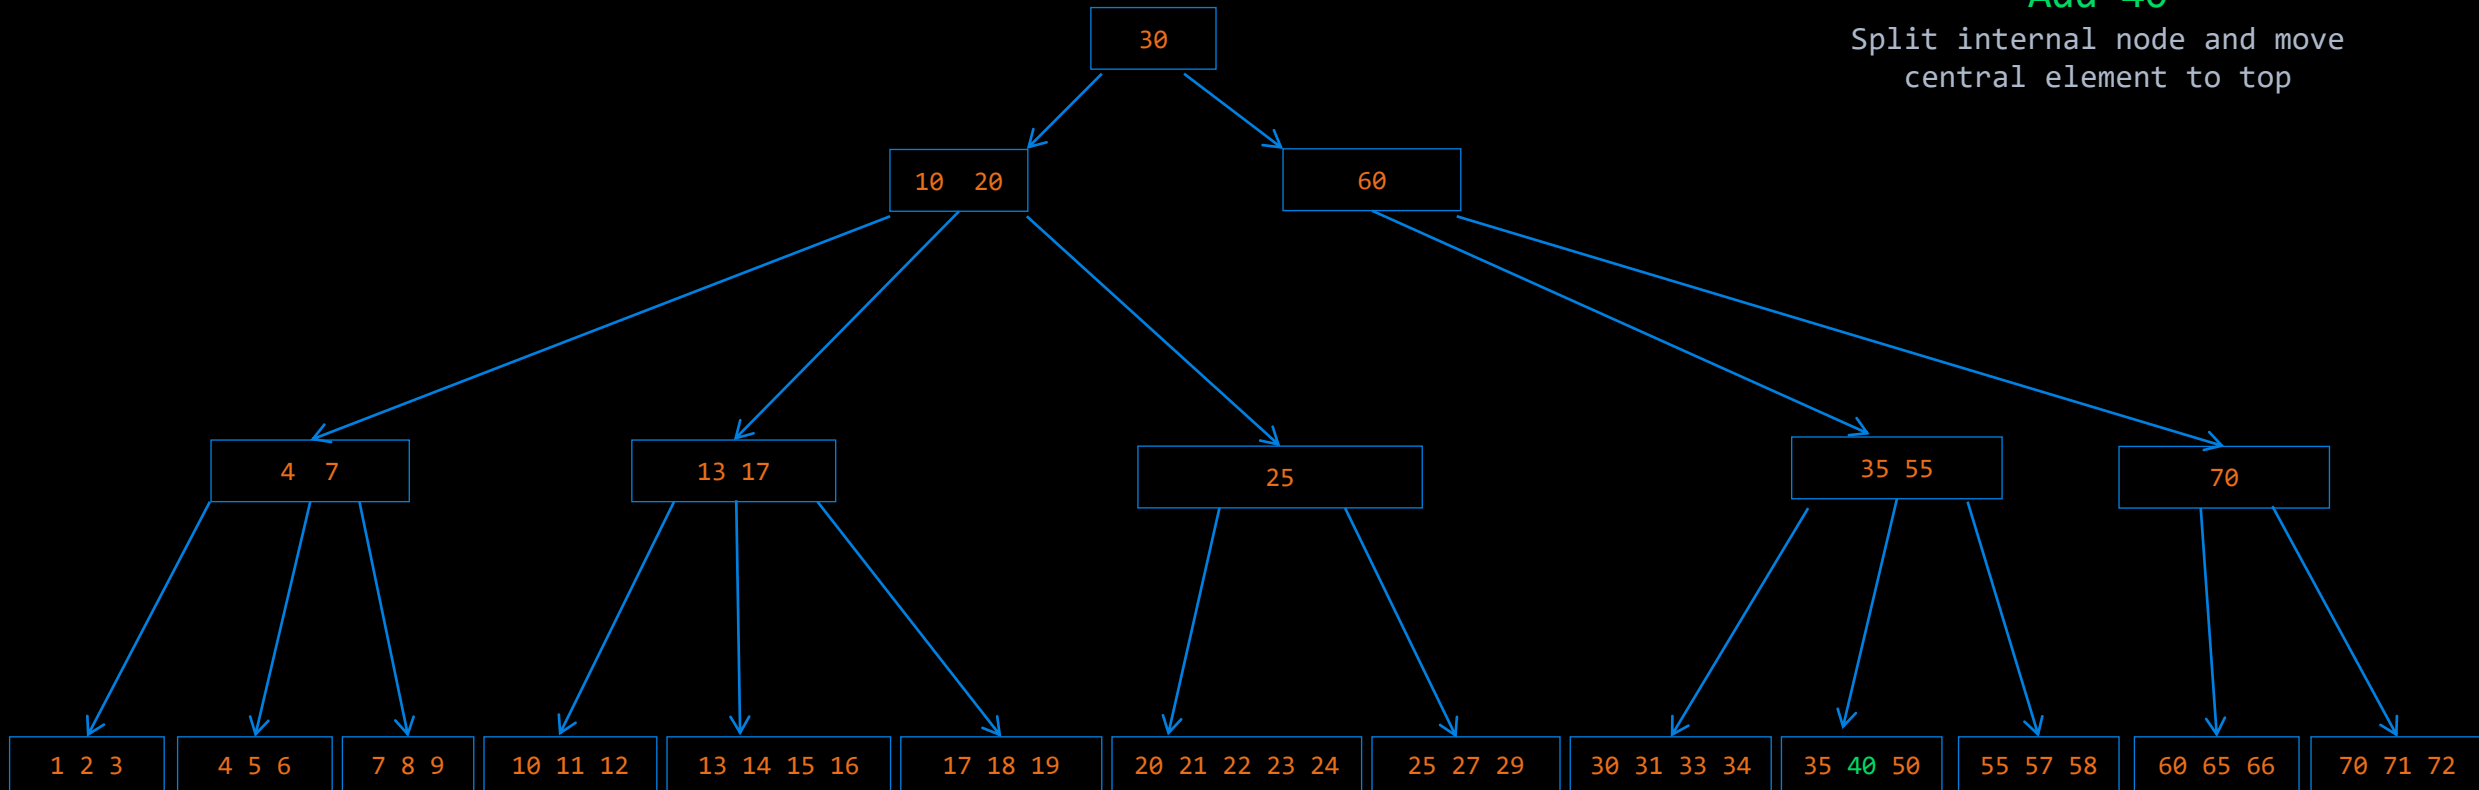 Add 40
Split internal node and move
central element to top
30
10 20
60
4 7
13 17
25
35 55
70
1 2 3
4 5 6
7 8 9
10 11 12
13 14 15 16
17 18 19
20 21 22 23 24
25 27 29
30 31 33 34
35 40 50
55 57 58
60 65 66
70 71 72